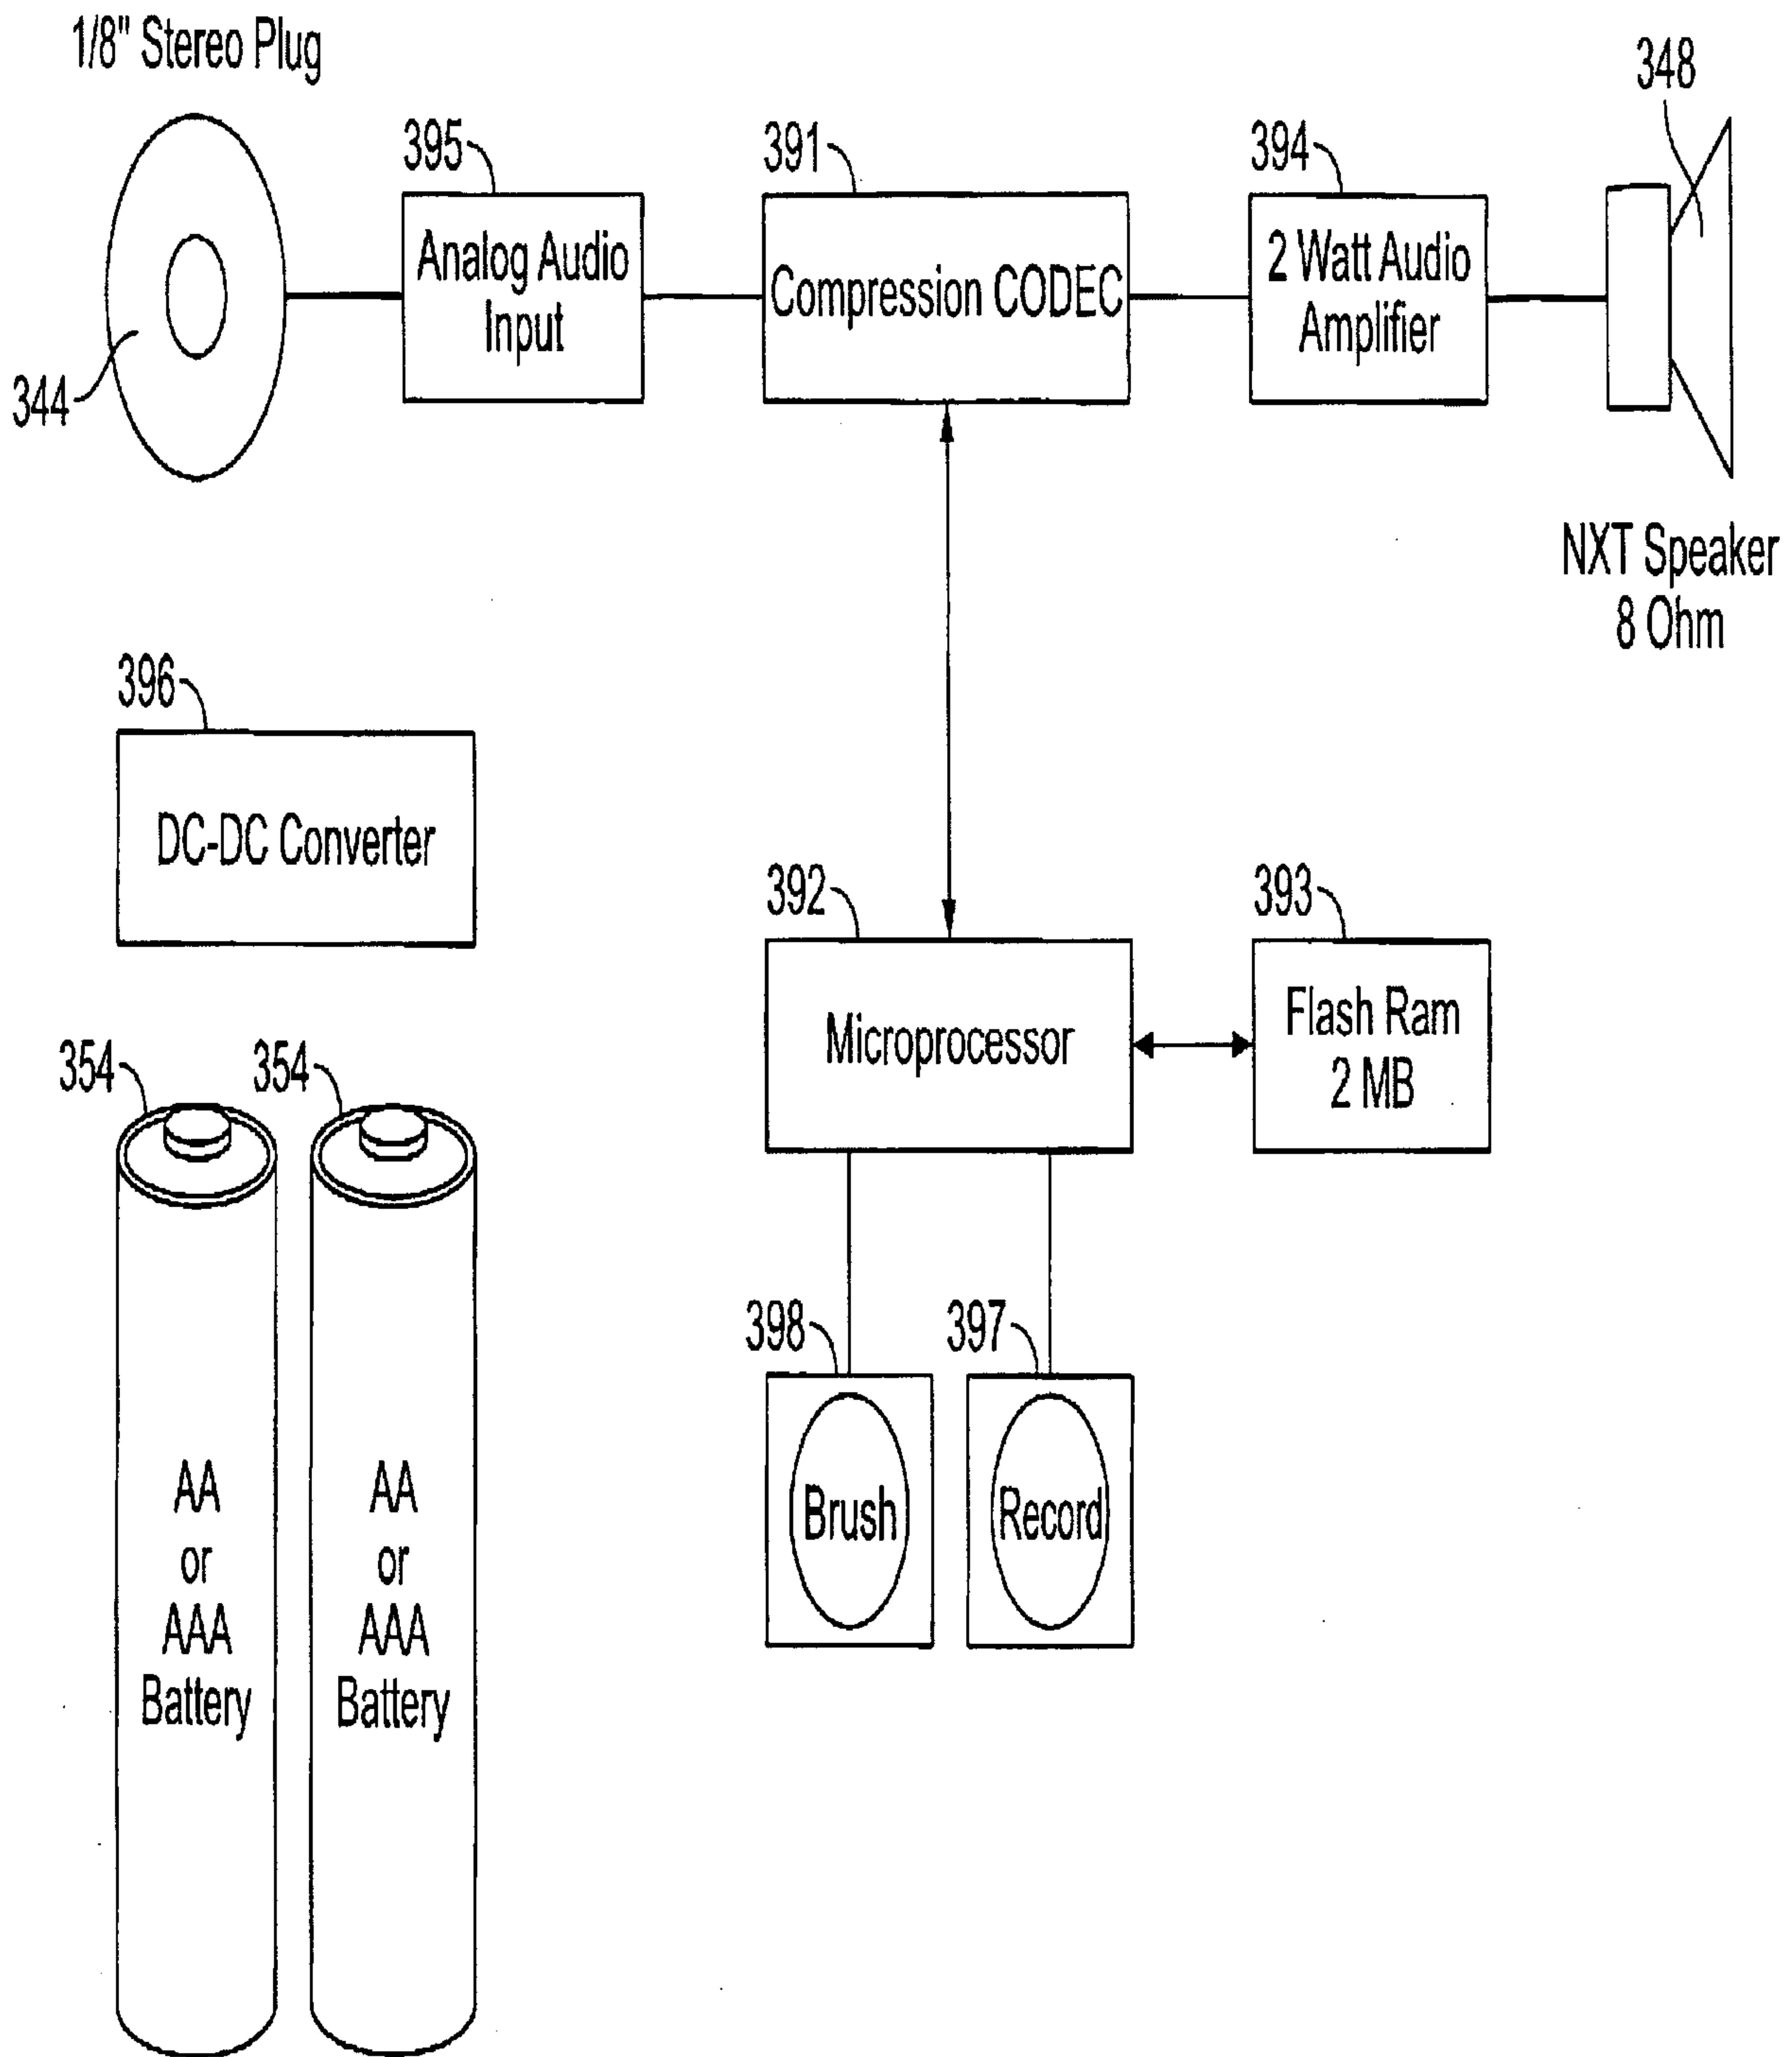 1/8" Stereo Plug
348
395
391
394
Analog Audio
Input
Compression CODEC
2 Watt Audio
Amplifier
344
NXT Speaker
8 Ohm
396
DC-DC Converter
392
393
Microprocessor
Flash Ram
2 MB
354
354
398
397
Brush
Record
AA
or
AAA
Battery
AA
or
AAA
Battery